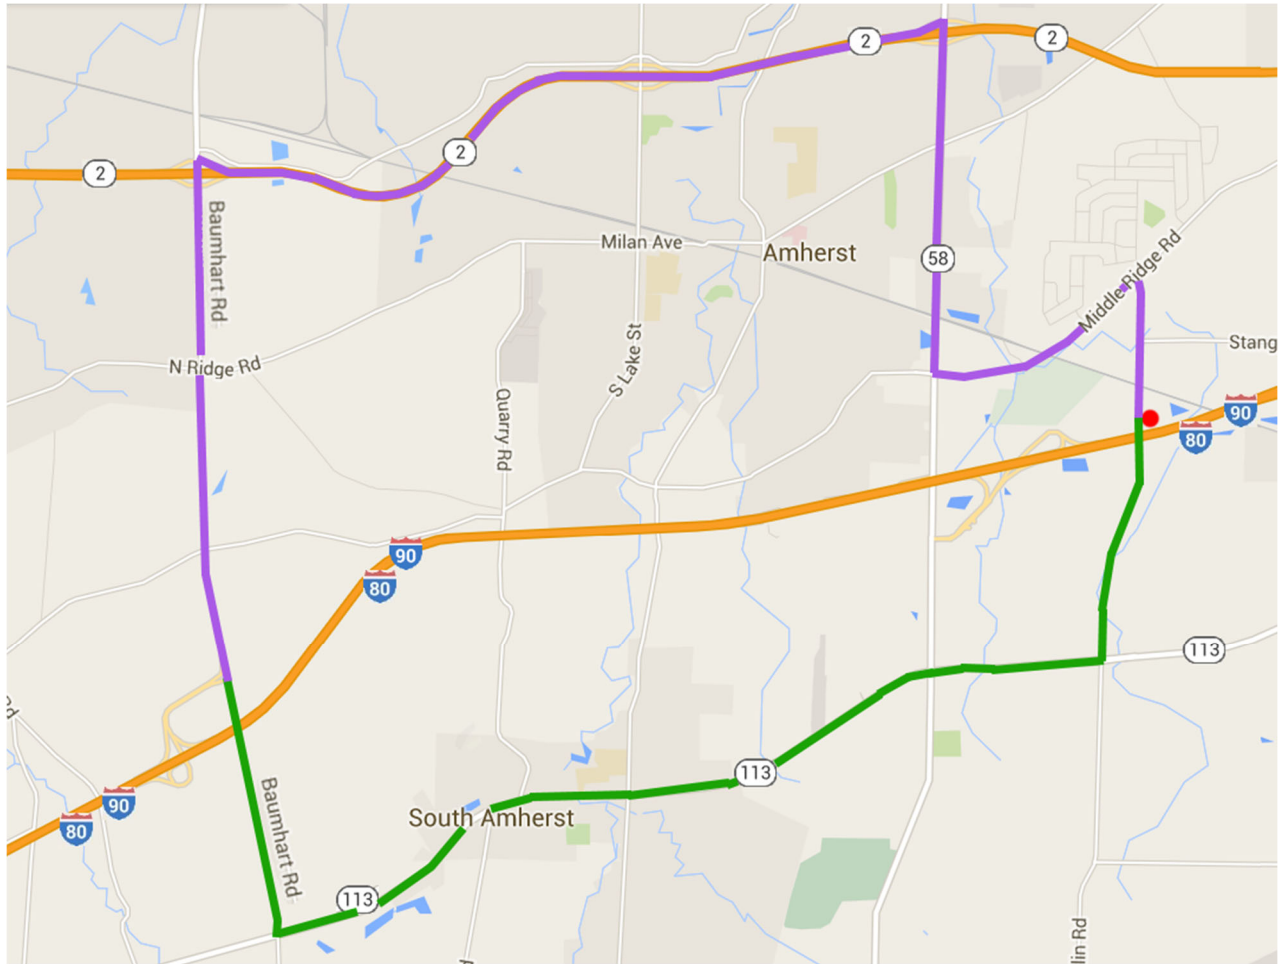 2
2
2
2
Baumhart Rd
Milan Ave
Amherst
58
Middle Ridge Rd
N Ridge Rd
S Lake St
Stang
Quarry Rd
90
80
90
80
113
Rd
90
80
113
South Amherst
Baumhart Rd
113
lin Rd